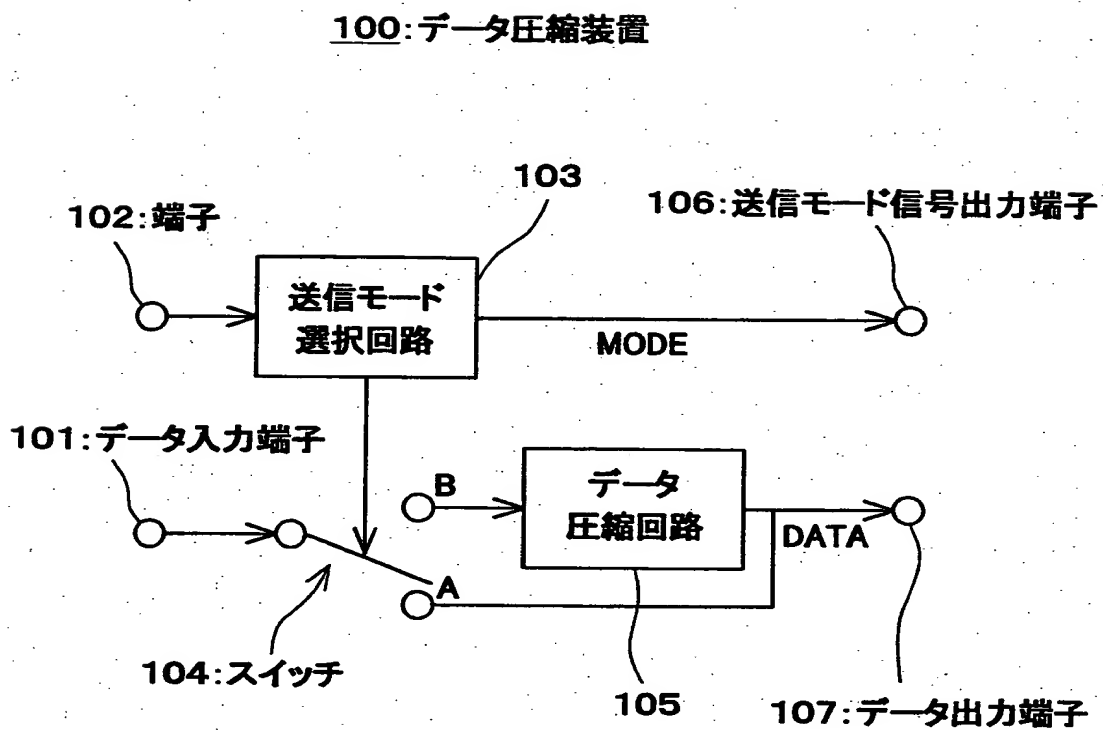 100:データ圧縮装置
103
102:端子
106:送信モード信号出力端子
送信モード
選択回路
MODE
101:データ入力端子
B
データ
圧縮回路
DATA
A
104:スイッチ
105
107:データ出力端子